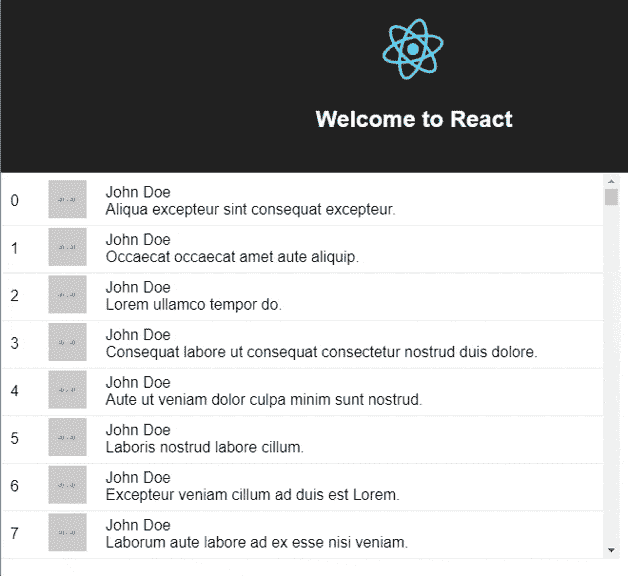 Welcome to React
0
John Doe
Aliqua excepteur sint consequat excepteur.
1
John Doe
Occaecat occaecat amet aute aliquip.
2
John Doe
Lorem ullamco tempor do.
3
John Doe
Consequat labore ut consequat consectetur nostrud duis dolore.
4
John Doe
Aute ut veniam dolor culpa minim sunt nostrud.
5
John Doe
Laboris nostrud labore cillum.
6
John Doe
Excepteur veniam cillum ad duis est Lorem.
7
John Doe
Laborum aute labore ad ex esse nisi veniam.